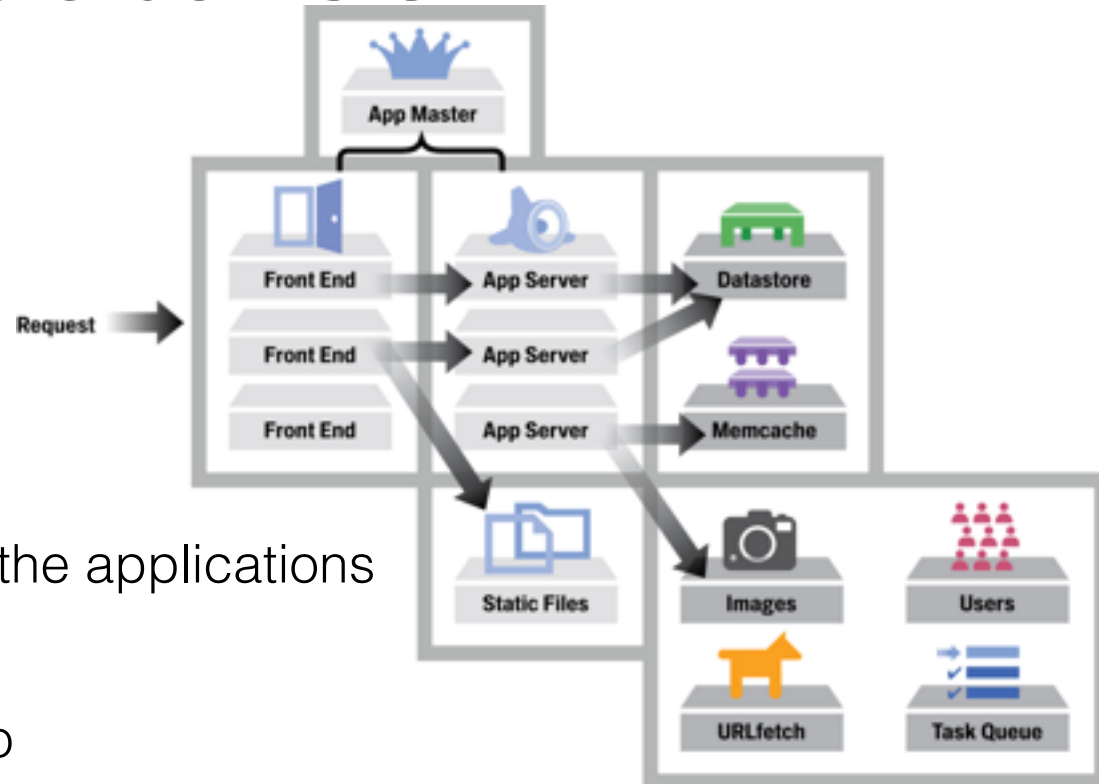 App Master
Front End
App Server
Datastore
Request
Front End
App Server
Front End
App Server
Memcache
the applications
Static Files
Images
Users
URLfetch
Task Queue